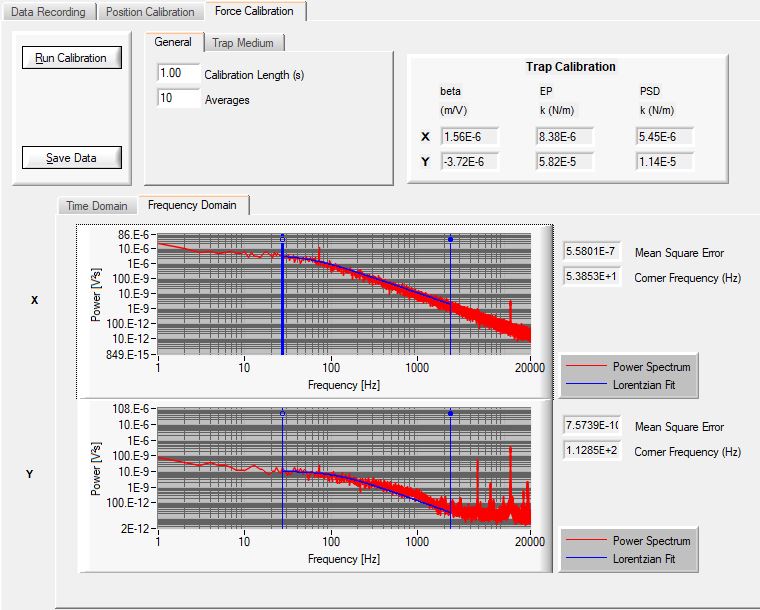 Data Recording Position Calibration Force Calibration
Run Calibration
Save Data
General Trap Medium
1.00 Calibration Length (s)
10 Averages
Trap Calibration
beta EP PSD
(m/V) k (N/m) k (N/m)
X 1.56E-6 8.38E-6 5.45E-6
Y -3.72E-6 5.82E-5 1.14E-5
Time Domain Frequency Domain
X
Power [V²s]
86.E-6
10.E-6
1E-6
100.E-9
10.E-9
1E-9
100.E-12
10.E-12
849.E-15
1 10 100 1000 20000
Frequency [Hz]
5.5801E-7 Mean Square Error
5.3853E+1 Corner Frequency (Hz)
Power Spectrum
Lorentzian Fit
Y
Power [V²s]
108.E-6
10.E-6
1E-6
100.E-9
10.E-9
1E-9
100.E-12
2E-12
1 10 100 1000 20000
Frequency [Hz]
7.5739E-10 Mean Square Error
1.1285E+2 Corner Frequency (Hz)
Power Spectrum
Lorentzian Fit